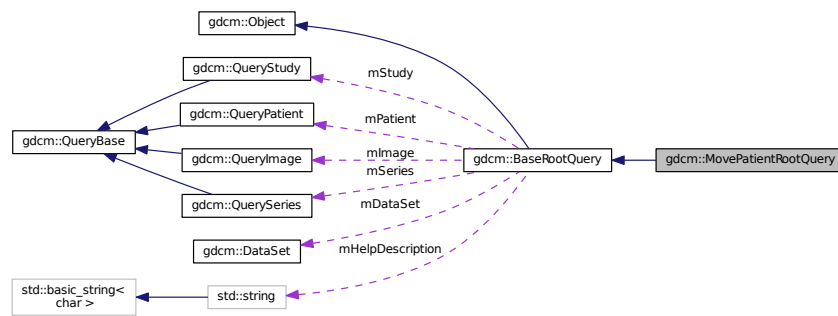 gdcm::Object
gdcm::QueryStudy
mStudy
gdcm::QueryPatient
mPatient
gdcm::QueryBase
gdcm::QueryImage
mImage
gdcm::BaseRootQuery
gdcm::MovePatientRootQuery
mSeries
gdcm::QuerySeries
mDataSet
gdcm::DataSet
mHelpDescription
std::basic_string<
char >
std::string